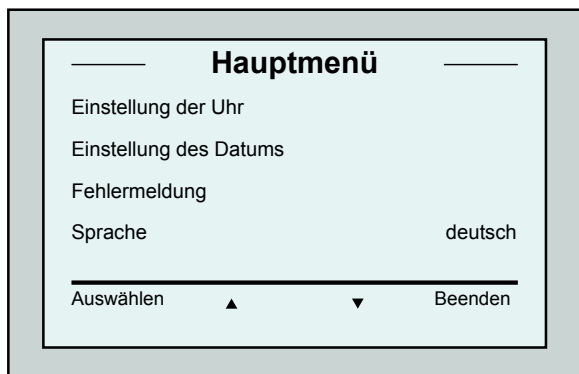 Hauptmenü
Einstellung der Uhr
Einstellung des Datums
Fehlermeldung
Sprache deutsch
Auswählen ▲ ▼ Beenden